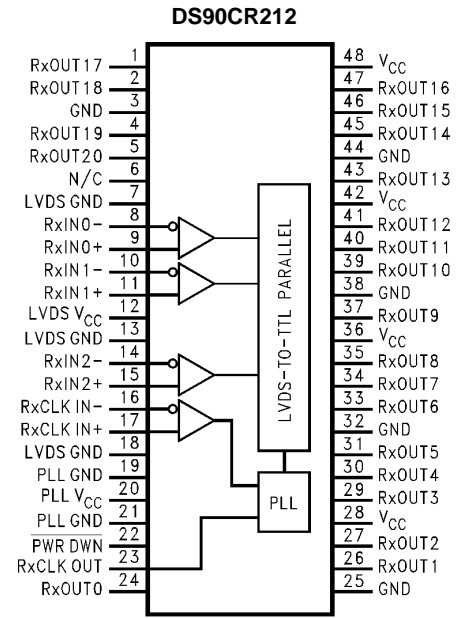 DS90CR212
RxOUT17 1
RxOUT18 2
GND 3
RxOUT19 4
RxOUT20 5
N/C 6
LVDS GND 7
RxIN0- 8
RxIN0+ 9
RxIN1- 10
RxIN1+ 11
LVDS VCC 12
LVDS GND 13
RxIN2- 14
RxIN2+ 15
RxCLK IN- 16
RxCLK IN+ 17
LVDS GND 18
PLL GND 19
PLL VCC 20
PLL GND 21
PWR DWN 22
RxCLK OUT 23
RxOUT0 24
LVDS-TO-TTL PARALLEL
PLL
48 VCC
47 RxOUT16
46 RxOUT15
45 RxOUT14
44 GND
43 RxOUT13
42 VCC
41 RxOUT12
40 RxOUT11
39 RxOUT10
38 GND
37 RxOUT9
36 VCC
35 RxOUT8
34 RxOUT7
33 RxOUT6
32 GND
31 RxOUT5
30 RxOUT4
29 RxOUT3
28 VCC
27 RxOUT2
26 RxOUT1
25 GND